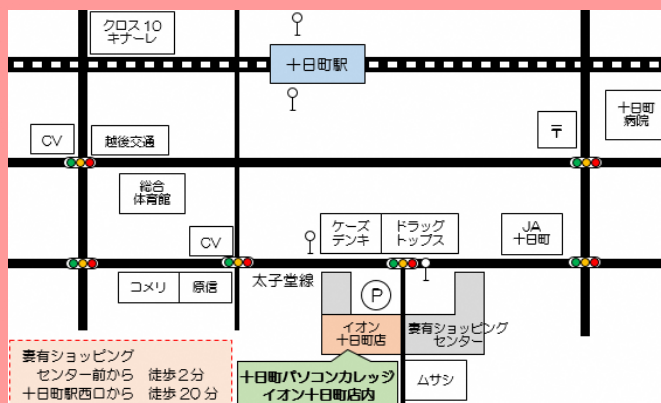 クロス10
キナーレ
十日町駅
十日町
病院
〒
CV
越後交通
総合
体育館
CV
ケーズ
デンキ
ドラッグ
トップス
JA
十日町
コメリ
原信
太子堂線
P
イオン
十日町店
妻有ショッピング
センター
妻有ショッピング
センター前から 徒歩2分
十日町駅西口から 徒歩20分
十日町パソコンカレッジ
イオン十日町店内
ムサシ